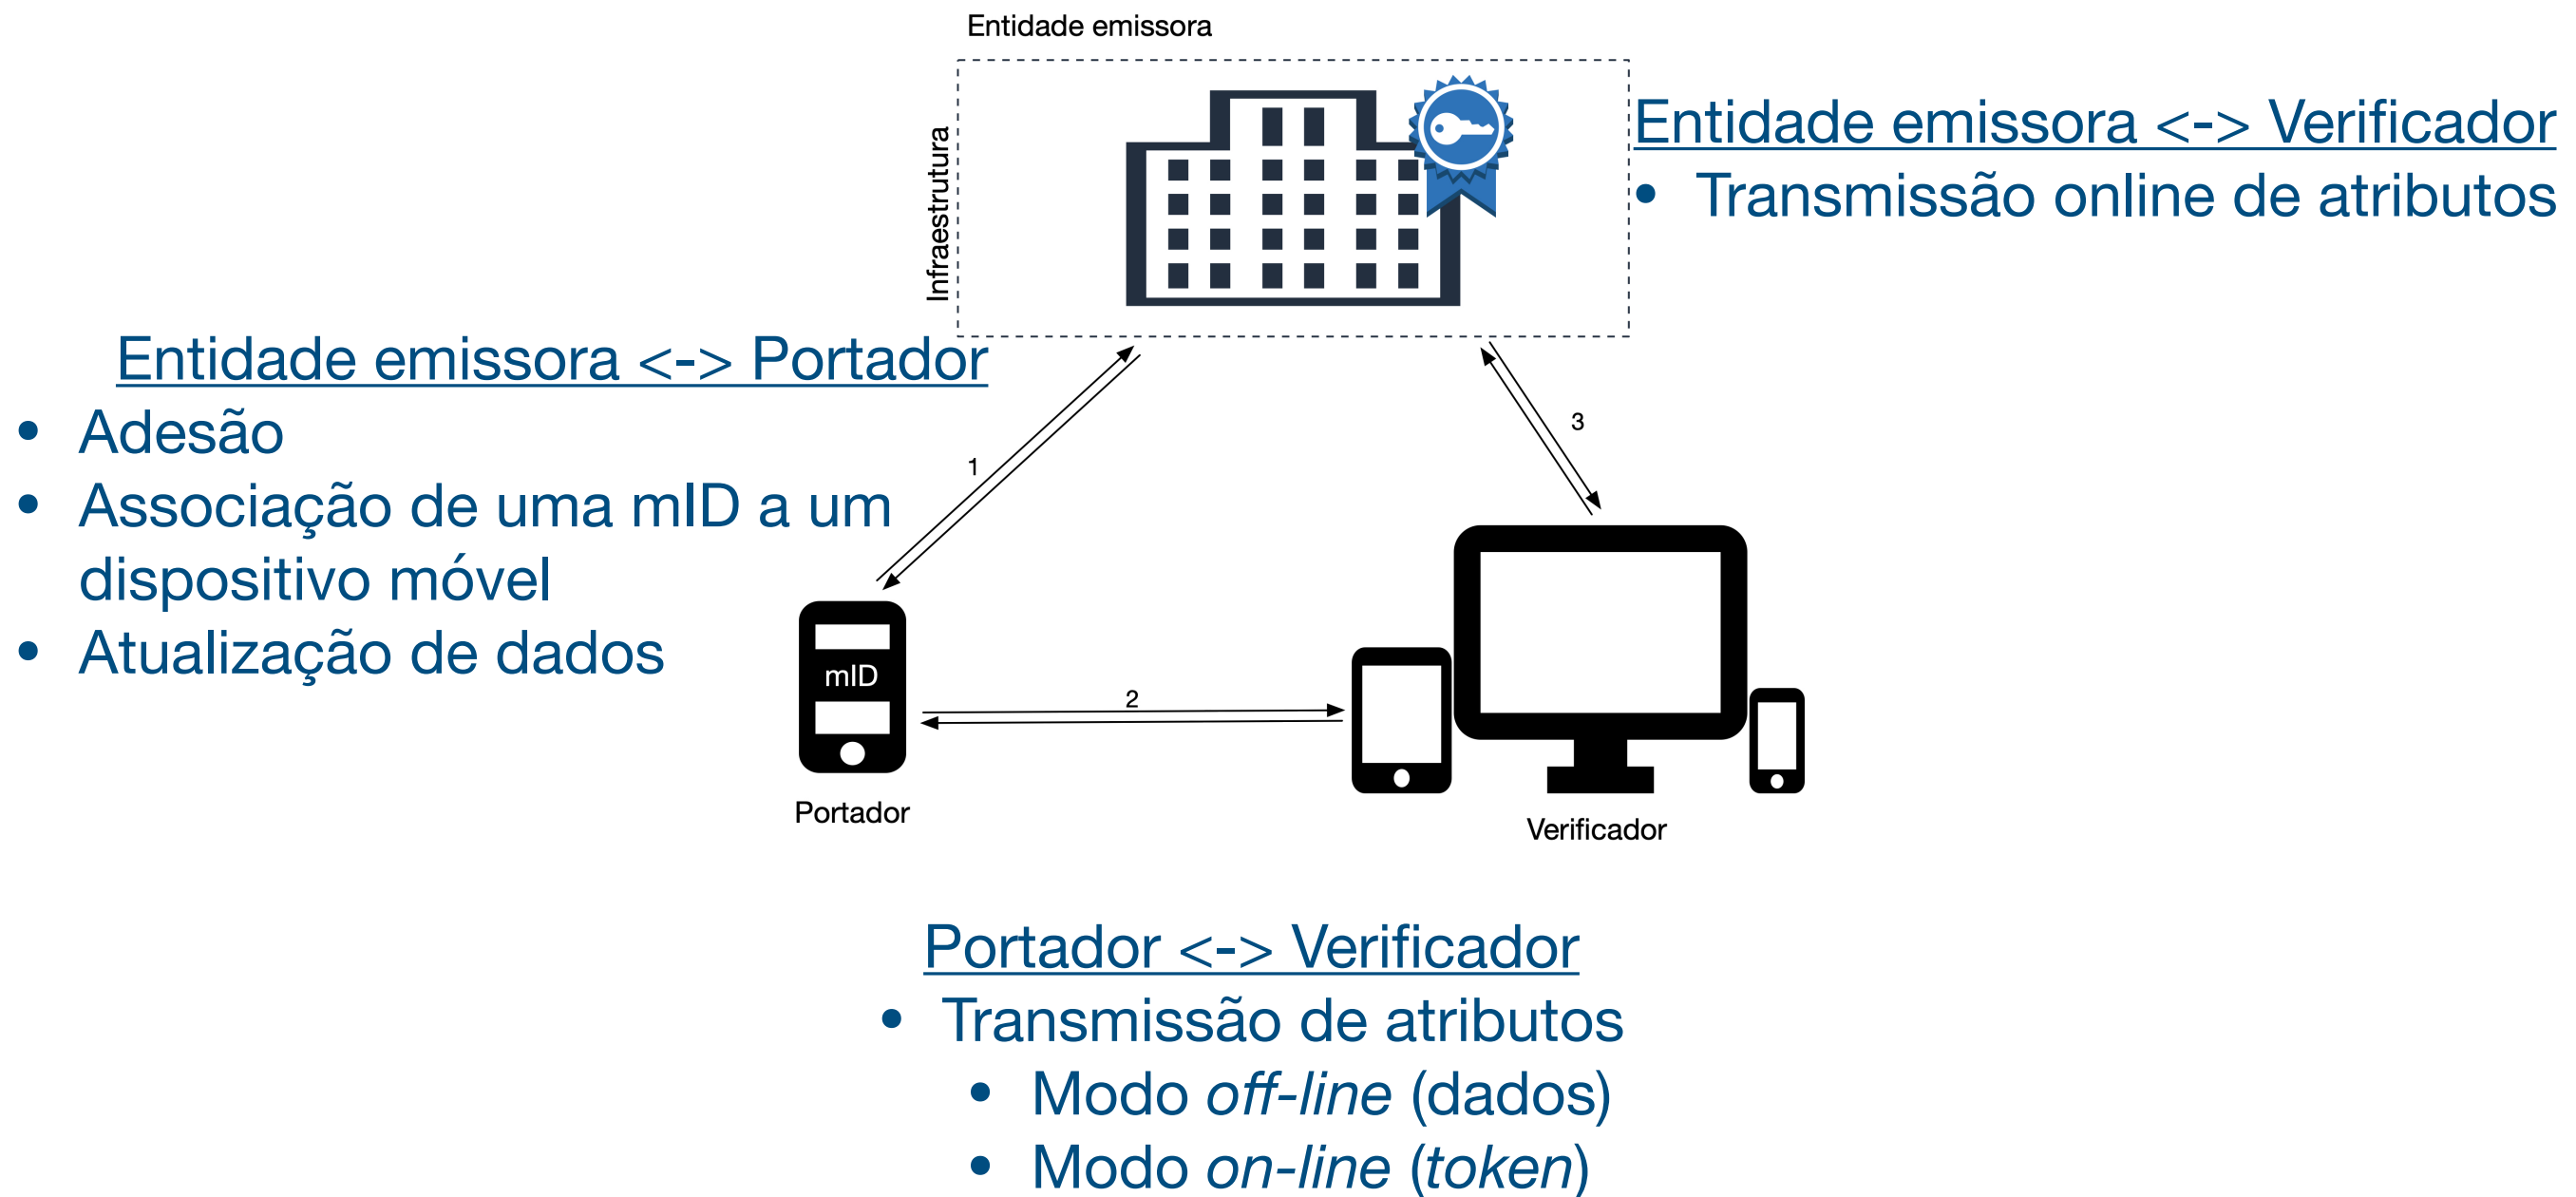 Entidade emissora
Infraestrutura
Entidade emissora <-> Verificador
• Transmissão online de atributos
Entidade emissora <-> Portador
• Adesão
• Associação de uma mID a um
dispositivo móvel
• Atualização de dados
1
3
mID
2
Portador
Verificador
Portador <-> Verificador
• Transmissão de atributos
• Modo off-line (dados)
• Modo on-line (token)